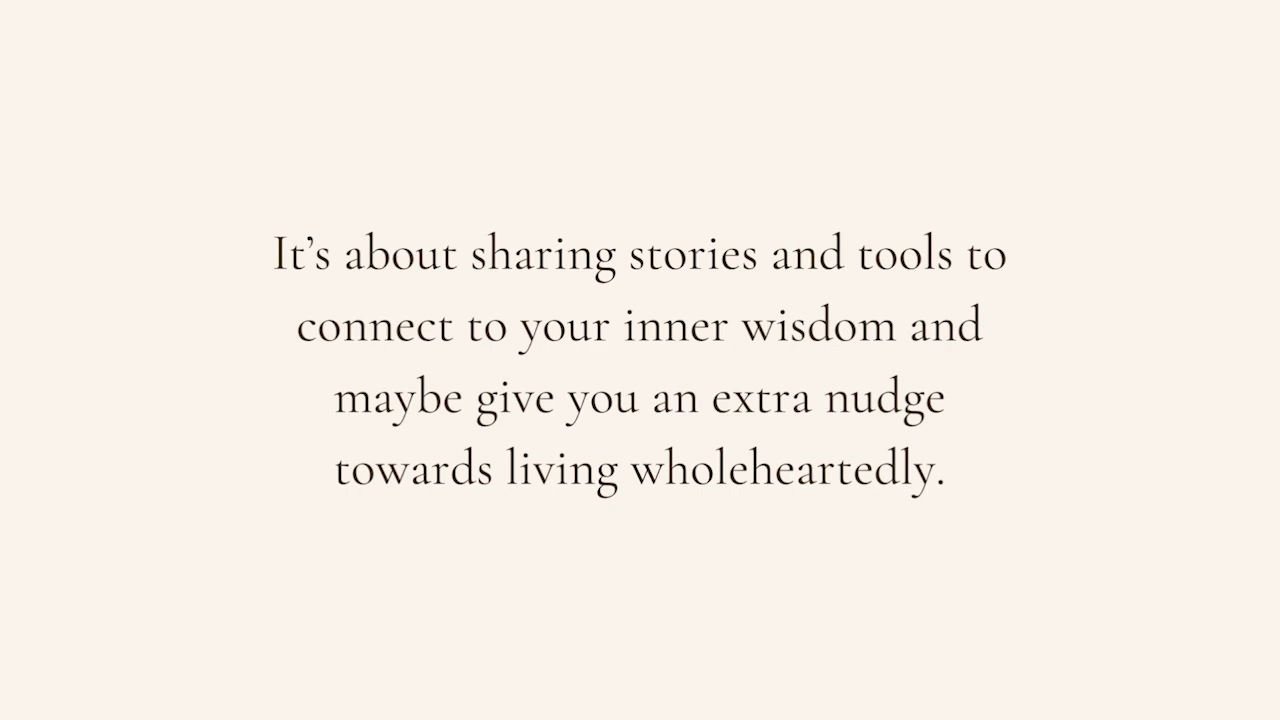 It’s about sharing stories and tools to
connect to your inner wisdom and
maybe give you an extra nudge
towards living wholeheartedly.